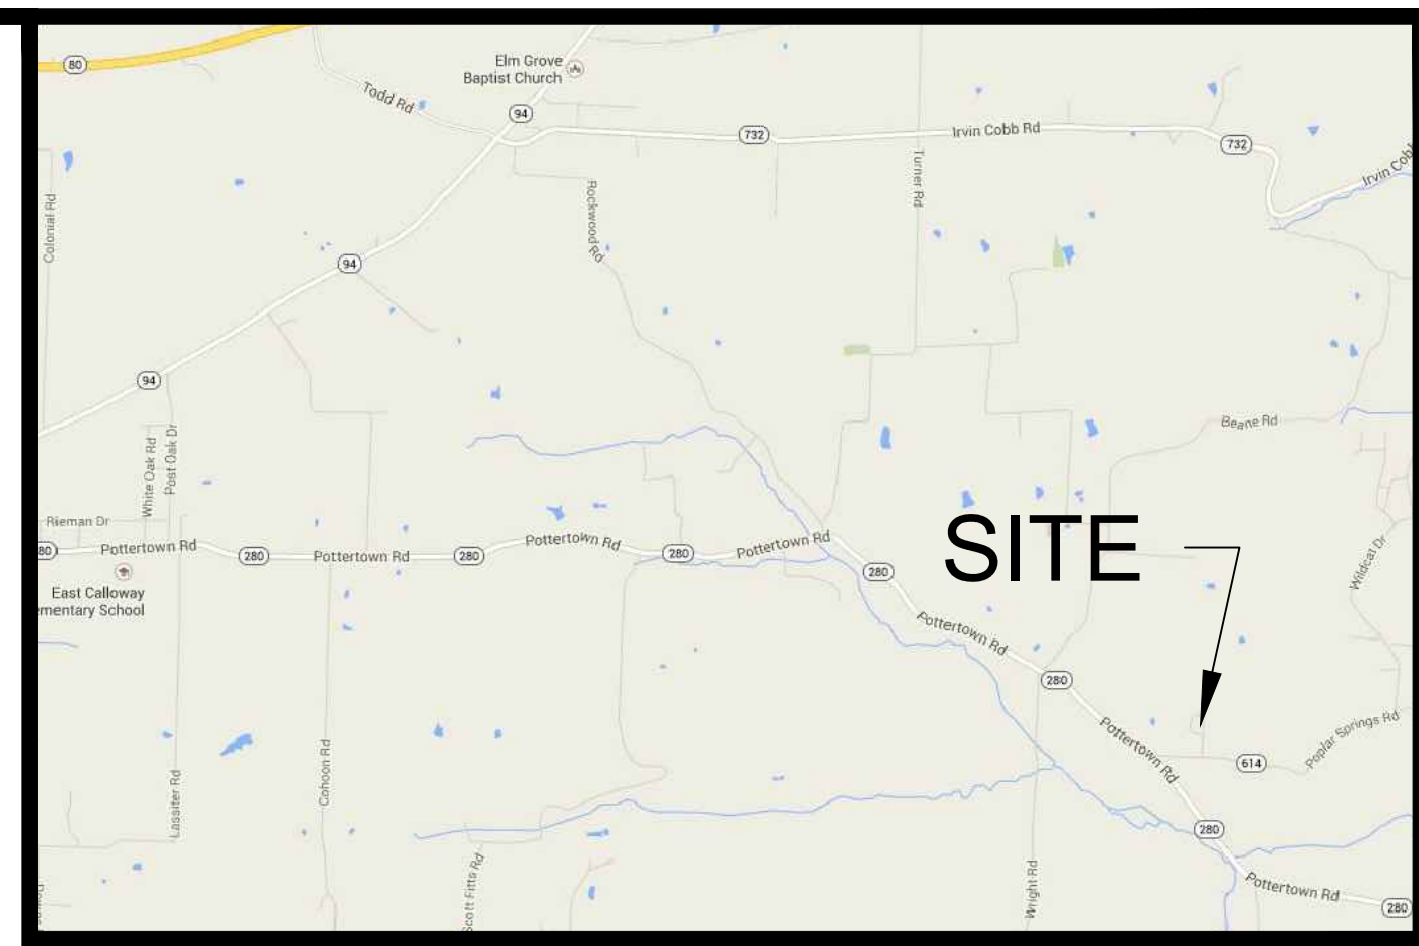 80
Elm Grove
Baptist Church
Todd Rd
94
732
Irvin Cobb Rd
732
Irvin Cobb
Turner Rd
Rockwood Rd
Colonial Rd
94
94
White Oak Rd
Post Oak Dr
Beane Rd
Rieman Dr
80
Pottertown Rd
280
Pottertown Rd
280
Pottertown Rd
280
Pottertown Rd
280
SITE
Wildcat Dr
East Calloway
ementary School
Pottertown Rd
280
Pottertown Rd
614
Poplar Springs Rd
Lassiter Rd
Cohoon Rd
280
Scott Fitts Rd
Wright Rd
Pottertown Rd
280